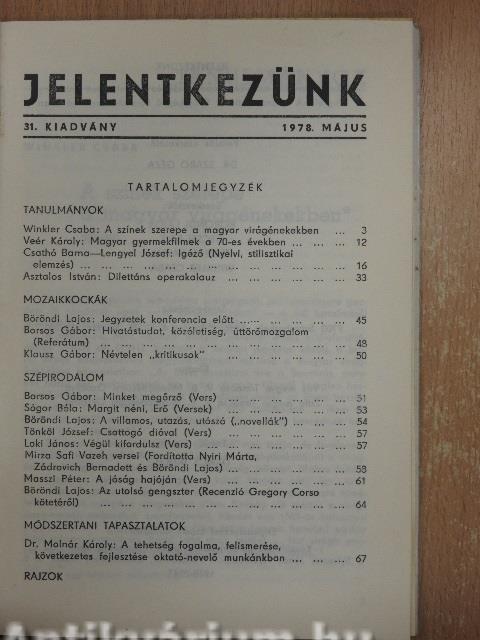 JELENTKEZÜNK
31. KIADVÁNY 1978. MÁJUS
TARTALOMJEGYZÉK
TANULMÁNYOK
Winkler Csaba: A színek szerepe a magyar virágénekekben ... 3
Veér Károly: Magyar gyermekfilmek a 70-es években ... ... ... 12
Csathó Barna—Lengyel József: Igéző (Nyelvi, stilisztikai
elemzés) ... ... ... ... ... ... ... ... ... ... ... ... 16
Asztalos István: Dilettáns operakalauz ... ... ... ... ... 33
MOZAIKKOCKÁK
Böröndi Lajos: Jegyzetek konferencia előtt ... ... ... ... ... 45
Borsos Gábor: Hivatástudat, közéletiség, úttörőmozgalom
(Referátum) ... ... ... ... ... ... ... ... ... ... ... 48
Klausz Gábor: Névtelen „kritikusok" ... ... ... ... ... 50
SZÉPIRODALOM
Borsos Gábor: Minket megőrző (Vers) ... ... ... ... ... 51
Ságor Béla: Margit néni, Erő (Versek) ... ... ... ... ... 53
Böröndi Lajos: A villamos, utazás, utószó („novellák") ... ... 54
Tönköl József: Csattogó dióval (Vers) ... ... ... ... ... 57
Laki János: Végül kifordulsz (Vers) ... ... ... ... ... ... 57
Mirza Safi Vazeh versei (Fordította Nyiri Márta,
Zádrovich Bernadett és Böröndi Lajos) ... ... ... ... ... 58
Masszi Péter: A jóság hajóján (Vers) ... ... ... ... ... ... 61
Böröndi Lajos: Az utolsó gengszter (Recenzió Gregory Corso
kötetéről) ... ... ... ... ... ... ... ... ... ... ... 64
MÓDSZERTANI TAPASZTALATOK
Dr. Molnár Károly: A tehetség fogalma, felismerése,
következetes fejlesztése oktató-nevelő munkánkban ... ... ... 67
RAJZOK
Antikvarium.hu